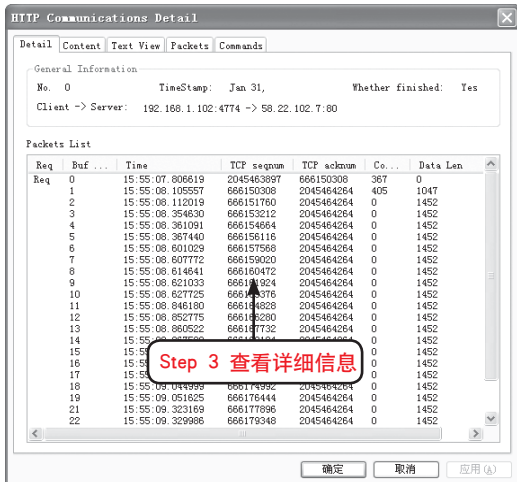 HTTP Communications Detail
Detail Content Text View Packets Commands
General Information
No. 0 TimeStamp: Jan 31, Whether finished: Yes
Client -> Server: 192.168.1.102:4774 -> 58.22.102.7:80
Packets List
Req Buf ... Time TCP seqnum TCP acknum Co... Data Len
Req 0 15:55:07.806619 2045463897 666150308 367 0
1 15:55:08.105557 666150308 2045464264 405 1047
2 15:55:08.112019 666151760 2045464264 0 1452
3 15:55:08.354630 666153212 2045464264 0 1452
4 15:55:08.361091 666154664 2045464264 0 1452
5 15:55:08.367440 666156116 2045464264 0 1452
6 15:55:08.601029 666157568 2045464264 0 1452
7 15:55:08.607772 666159020 2045464264 0 1452
8 15:55:08.614641 666160472 2045464264 0 1452
9 15:55:08.621033 2045464264 0 1452
10 15:55:08.627725 2045464264 0 1452
11 15:55:08.846180 2045464264 0 1452
12 15:55:08.852775 2045464264 0 1452
13 15:55:08.860522 2045464264 0 1452
14 0 1452
15 0 1452
16 0 1452
17 0 1452
Step 3 查看详细信息
18 15:55:09.044999 666174992 2045464264 0 1452
19 15:55:09.051625 666176444 2045464264 0 1452
21 15:55:09.323169 666177896 2045464264 0 1452
22 15:55:09.329986 666179348 2045464264 0 1452
确定 取消 应用(A)